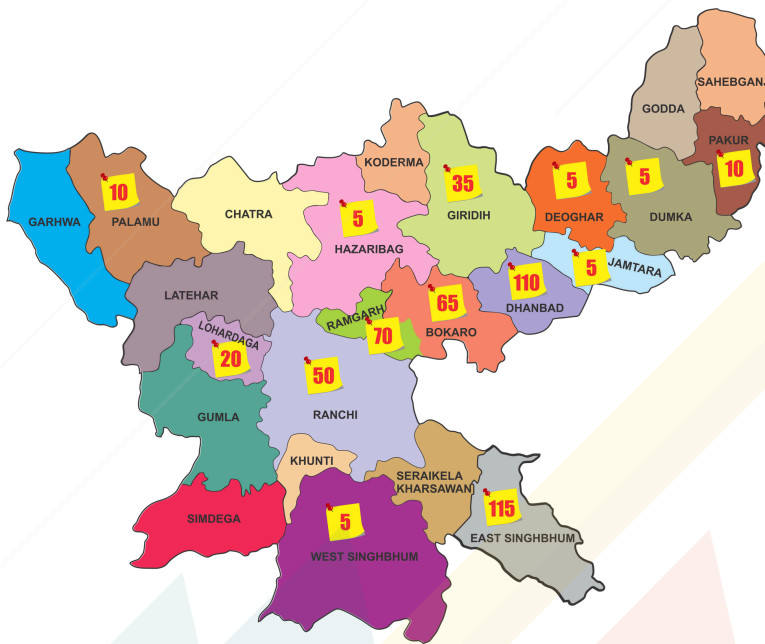 SAHEBGANJ
GODDA
PAKUR
10
KODERMA
35
GIRIDIH
5
DEOGHAR
5
DUMKA
10
PALAMU
GARHWA
CHATRA
5
HAZARIBAG
5
JAMTARA
110
DHANBAD
LATEHAR
65
BOKARO
RAMGARH
70
LOHARDAGA
20
50
RANCHI
GUMLA
KHUNTI
SERAIKELA
KHARSAWAN
SIMDEGA
5
WEST SINGHBHUM
115
EAST SINGHBHUM